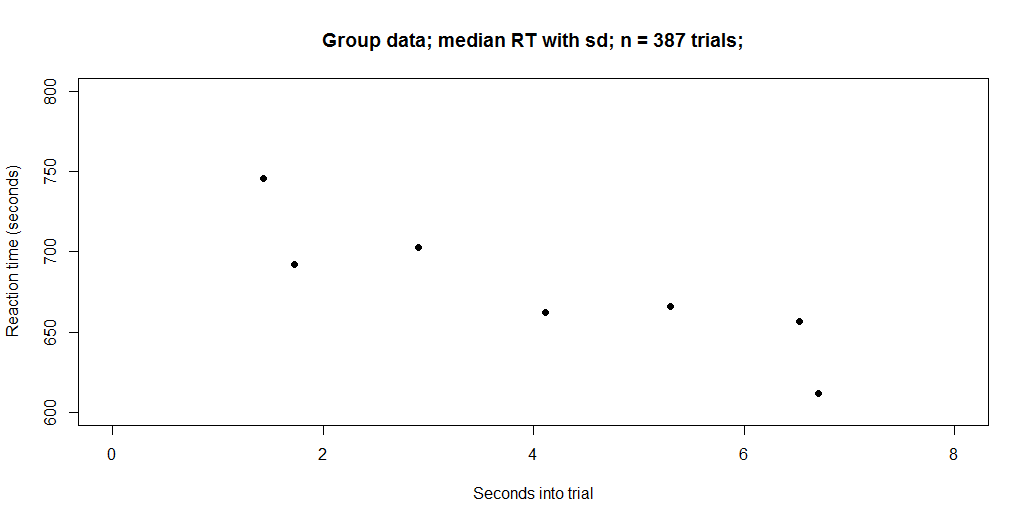 Group data; median RT with sd; n = 387 trials;
Reaction time (seconds)
800
750
700
650
600
0 2 4 6 8
Seconds into trial